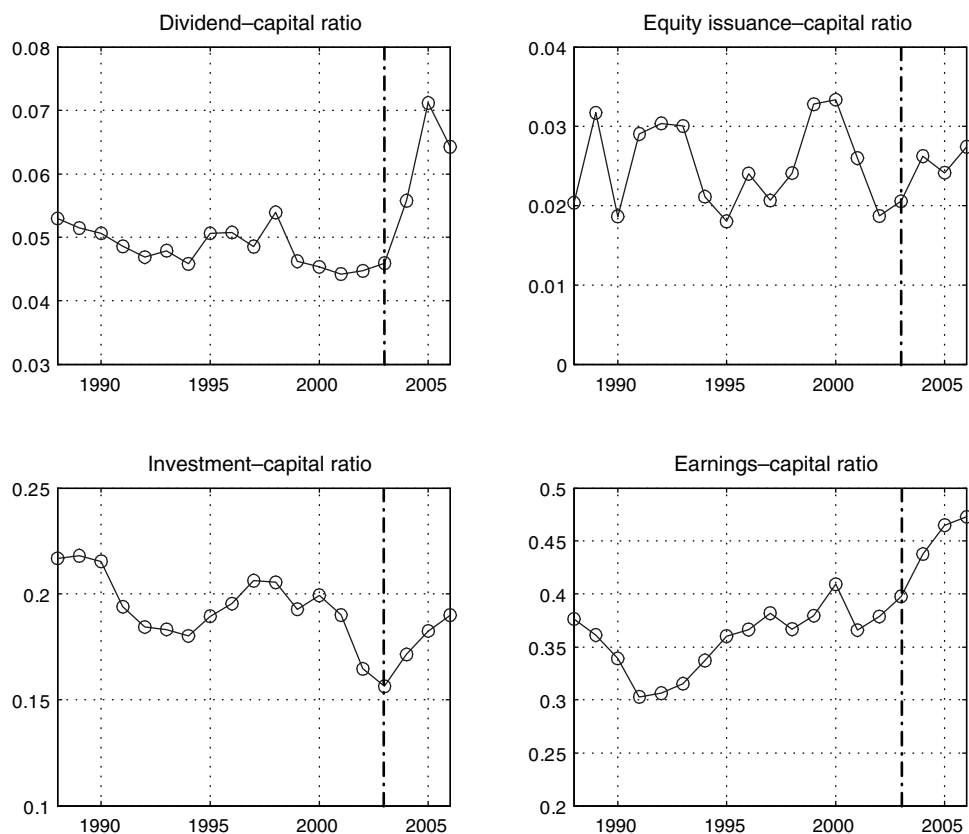 Dividend–capital ratio
0.08
0.07
0.06
0.05
0.04
0.03
1990 1995 2000 2005
Equity issuance–capital ratio
0.04
0.03
0.02
0.01
0
1990 1995 2000 2005
Investment–capital ratio
0.25
0.2
0.15
0.1
1990 1995 2000 2005
Earnings–capital ratio
0.5
0.45
0.4
0.35
0.3
0.25
0.2
1990 1995 2000 2005